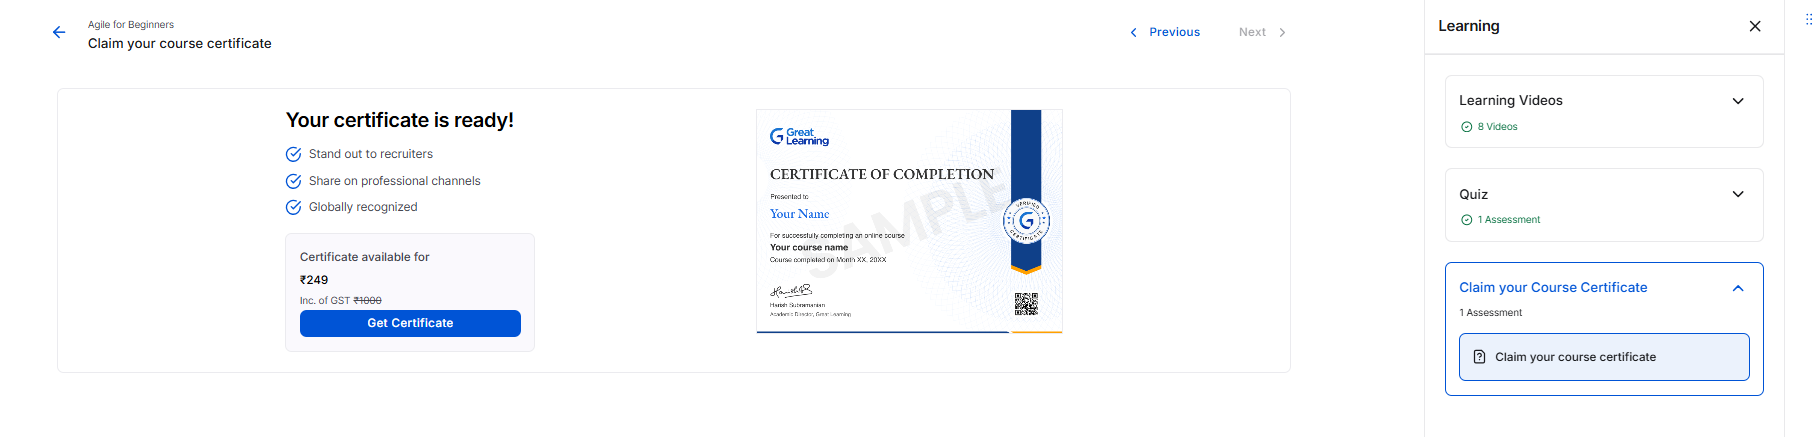 Agile for Beginners
Claim your course certificate
Previous
Next
Your certificate is ready!
Stand out to recruiters
Share on professional channels
Globally recognized
Certificate available for
₹249
Inc. of GST ₹1000
Get Certificate
Great
Learning
CERTIFICATE OF COMPLETION
Presented to
Your Name
For successfully completing an online course
Your course name
Course completed on Month XX, 20XX
Harish Subramanian
Academic Director, Great Learning
SAMPLE
VERIFIED
CERTIFICATE
Learning
Learning Videos
8 Videos
Quiz
1 Assessment
Claim your Course Certificate
1 Assessment
Claim your course certificate